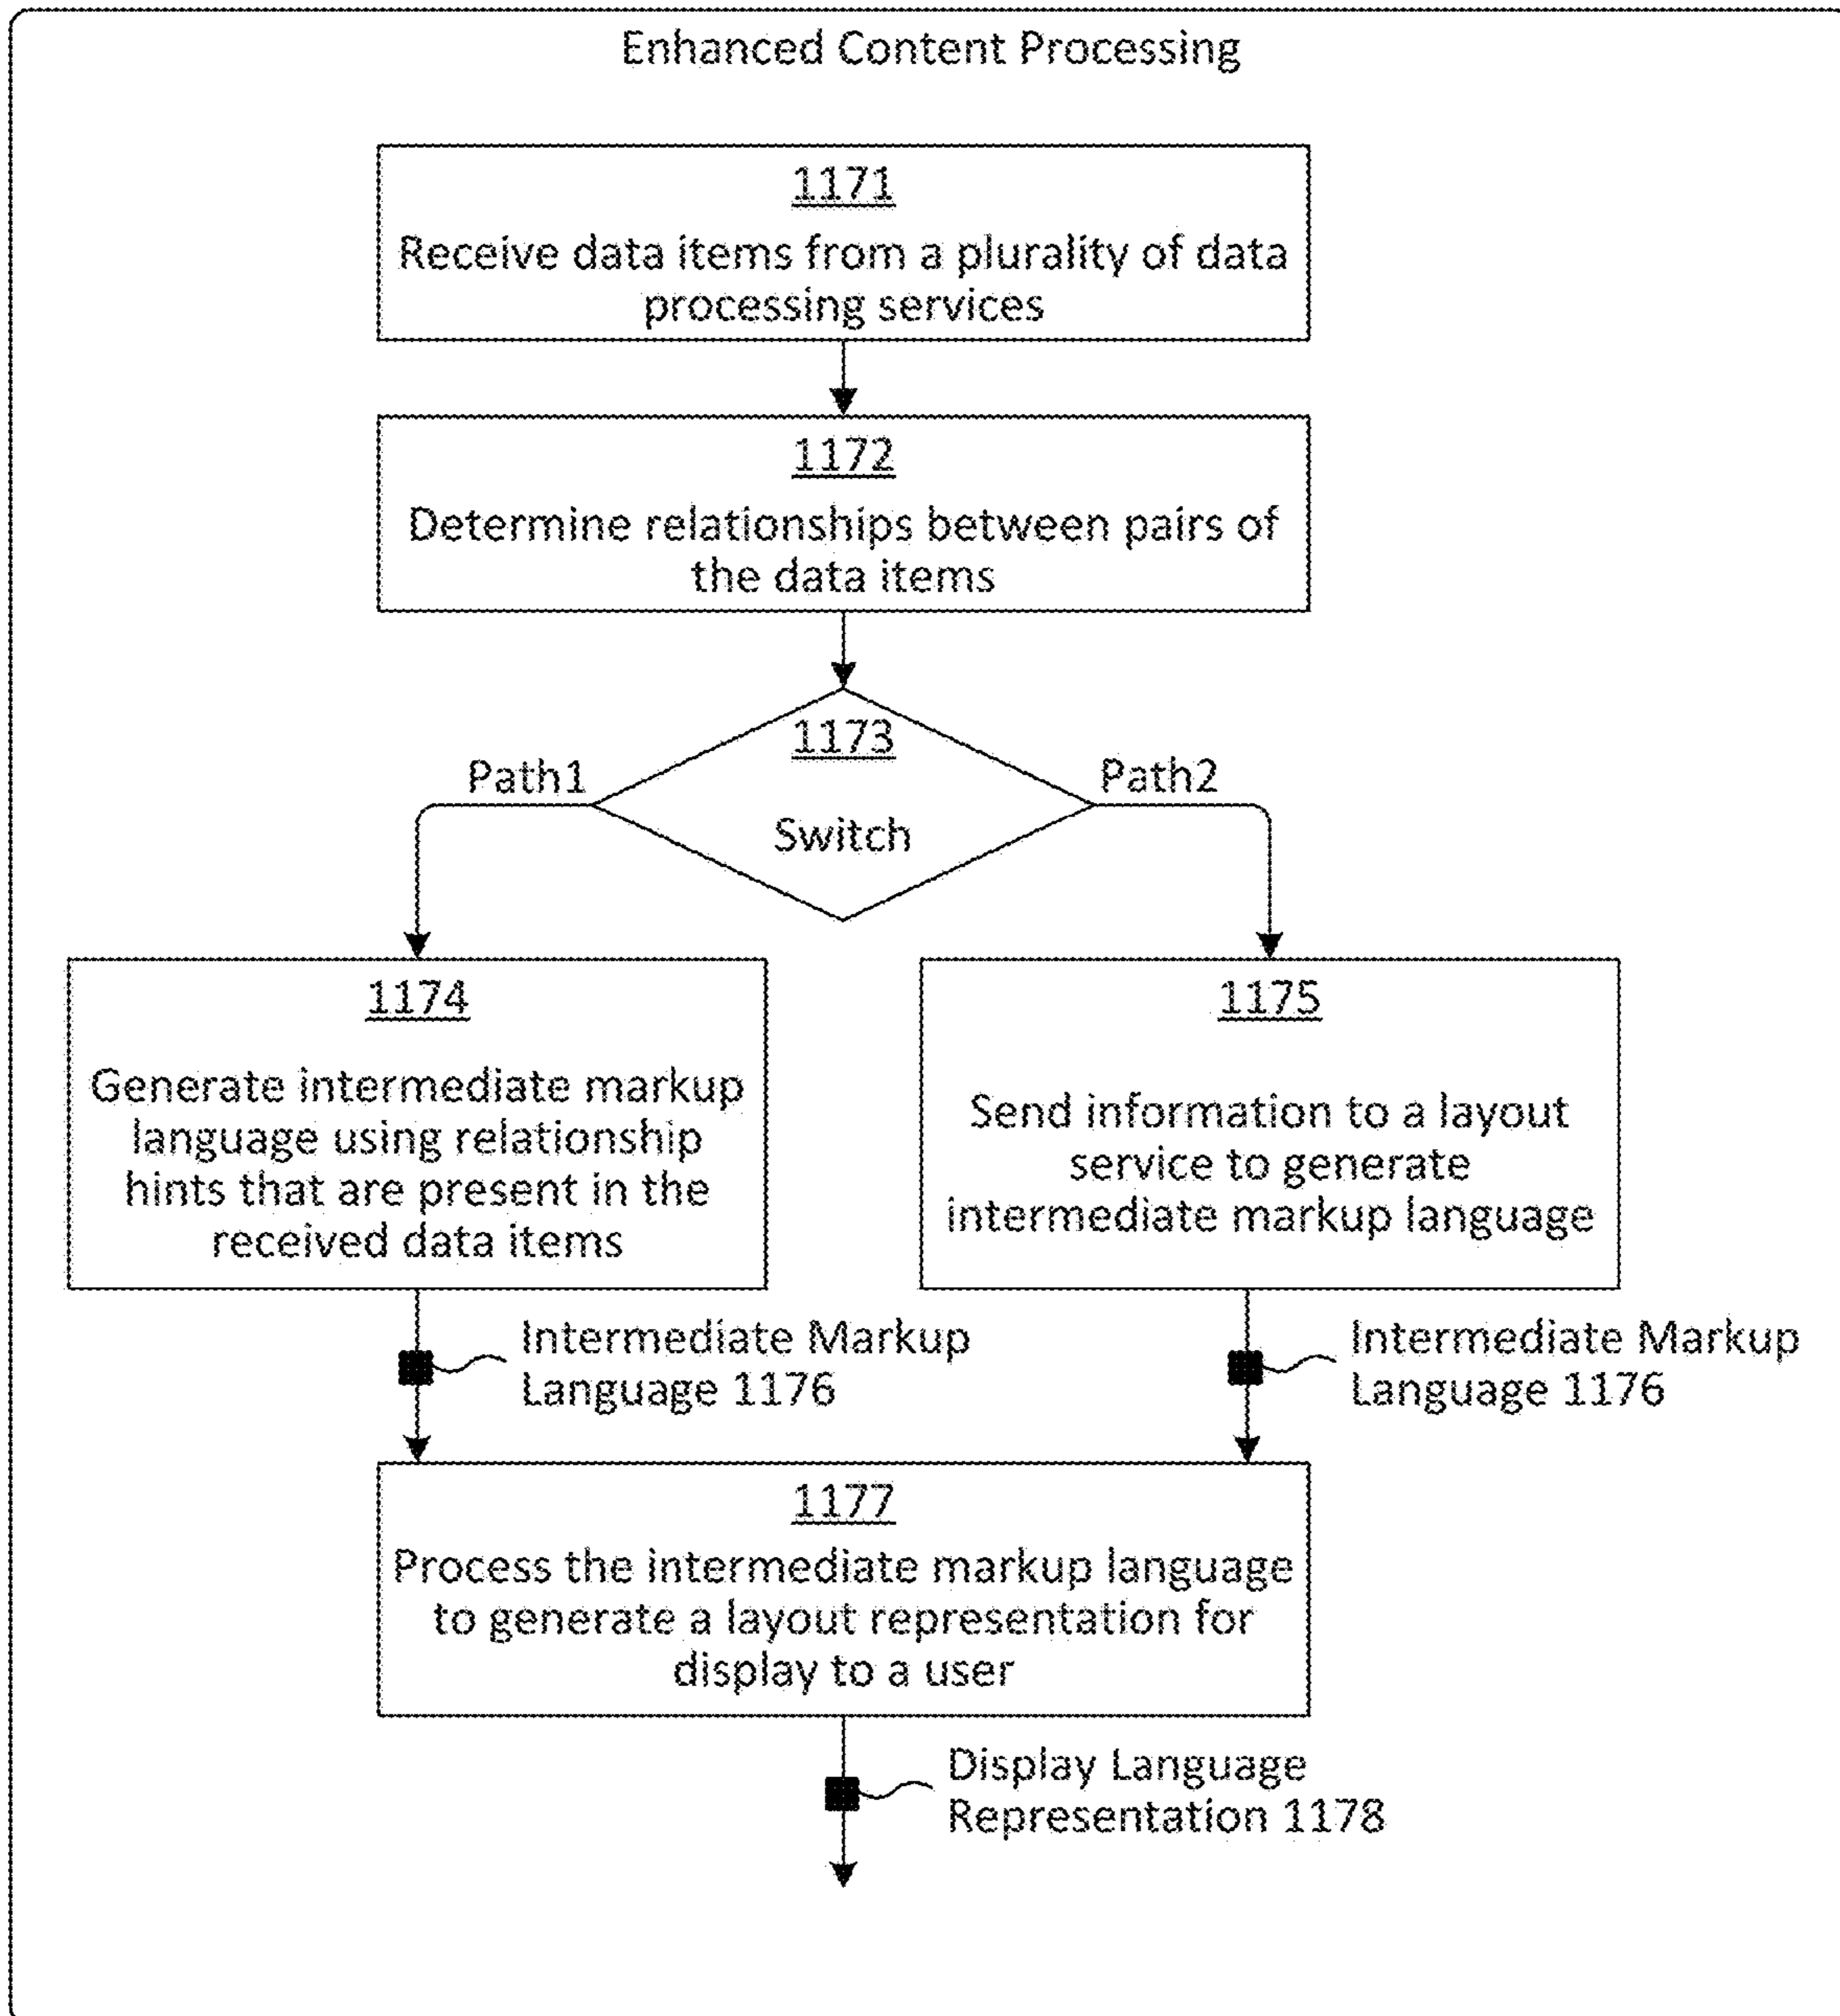 Enhanced Content Processing
1171
Receive data items from a plurality of data
processing services
1172
Determine relationships between pairs of
the data items
1173
Path1
Path2
Switch
1174
Generate intermediate markup
language using relationship
hints that are present in the
received data items
1175
Send information to a layout
service to generate
intermediate markup language
Intermediate Markup
Language 1176
Intermediate Markup
Language 1176
1177
Process the intermediate markup language
to generate a layout representation for
display to a user
Display Language
Representation 1178